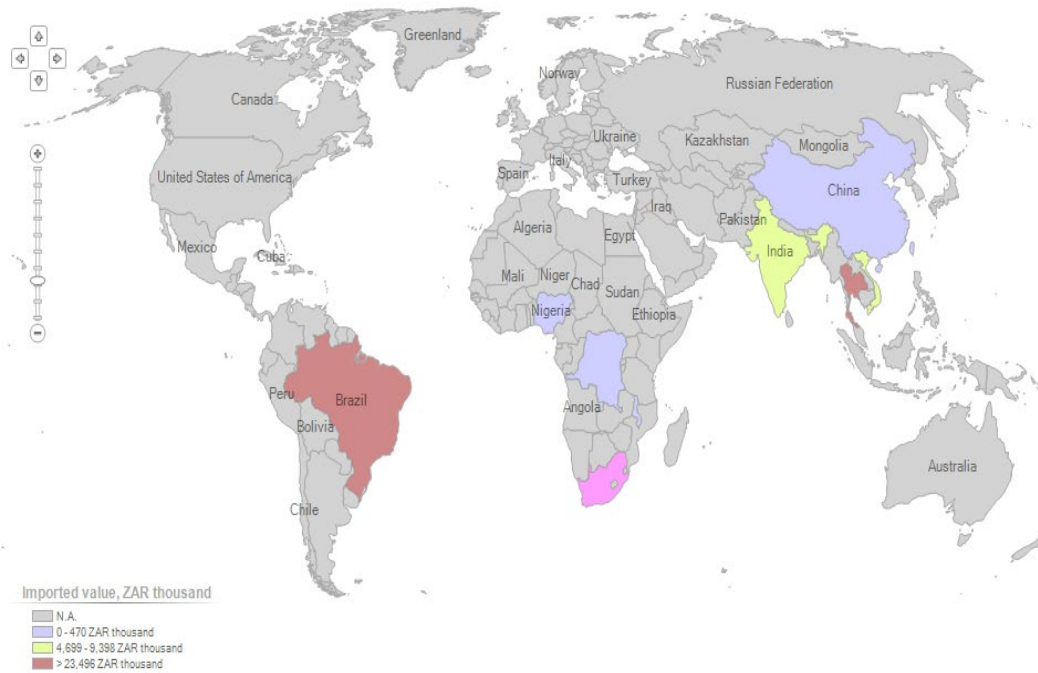 Greenland
Norway
Russian Federation
Canada
Ukraine
Kazakhstan
Mongolia
Italy
United States of America
Spain
Turkey
China
Iraq
Pakistan
Algeria
Egypt
Mexico
India
Cuba
Mali
Niger
Chad
Sudan
Nigeria
Ethiopia
Peru
Brazil
Angola
Bolivia
Australia
Chile
Imported value, ZAR thousand
N.A.
0 - 470 ZAR thousand
4,699 - 9,398 ZAR thousand
> 23,496 ZAR thousand